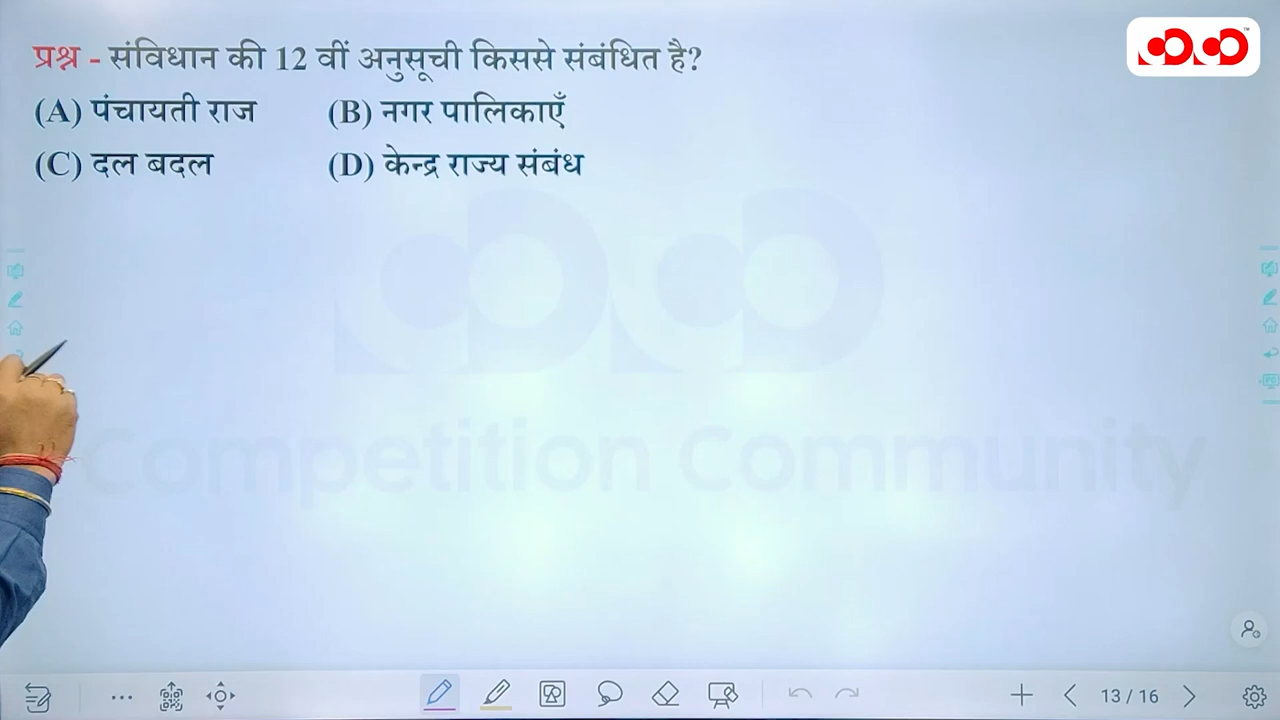 प्रश्न - संविधान की 12 वीं अनुसूची किससे संबंधित है?
(A) पंचायती राज (B) नगर पालिकाएँ
(C) दल बदल (D) केन्द्र राज्य संबंध
Competition Community
13 / 16